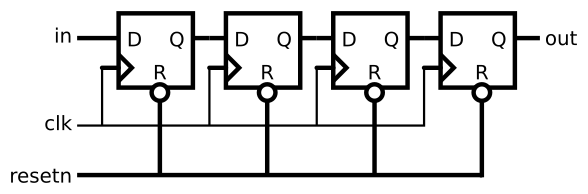 in D Q D Q D Q D Q out
R R R R
clk
resetn